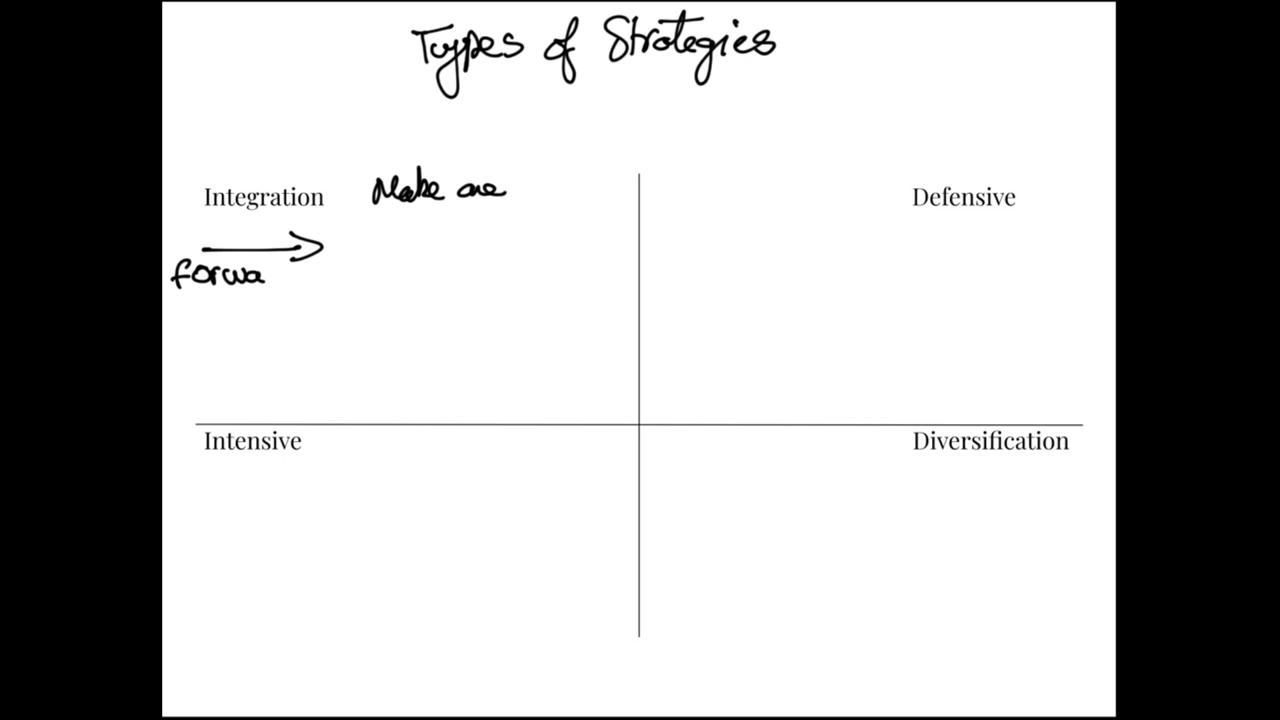 Types of Strategies
Integration Make one Defensive
forwa
Intensive Diversification